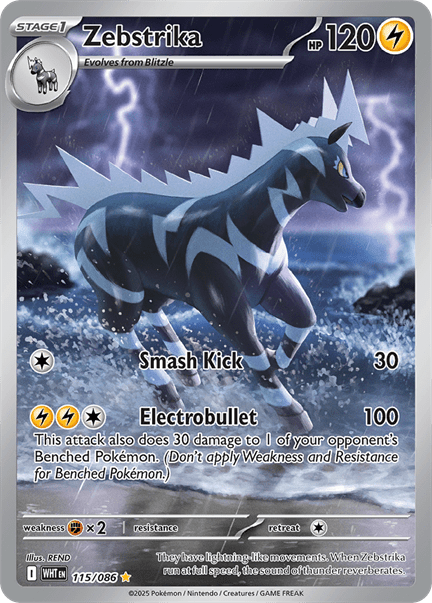 STAGE 1
Zebstrika
HP 120
Evolves from Blitzle
Smash Kick 30
Electrobullet 100
This attack also does 30 damage to 1 of your opponent's
Benched Pokémon. (Don't apply Weakness and Resistance
for Benched Pokémon.)
weakness ×2 resistance retreat
Illus. REND
They have lightning-like movements. When Zebstrika
run at full speed, the sound of thunder reverberates.
I WHT EN 115/086
©2025 Pokémon / Nintendo / Creatures / GAME FREAK